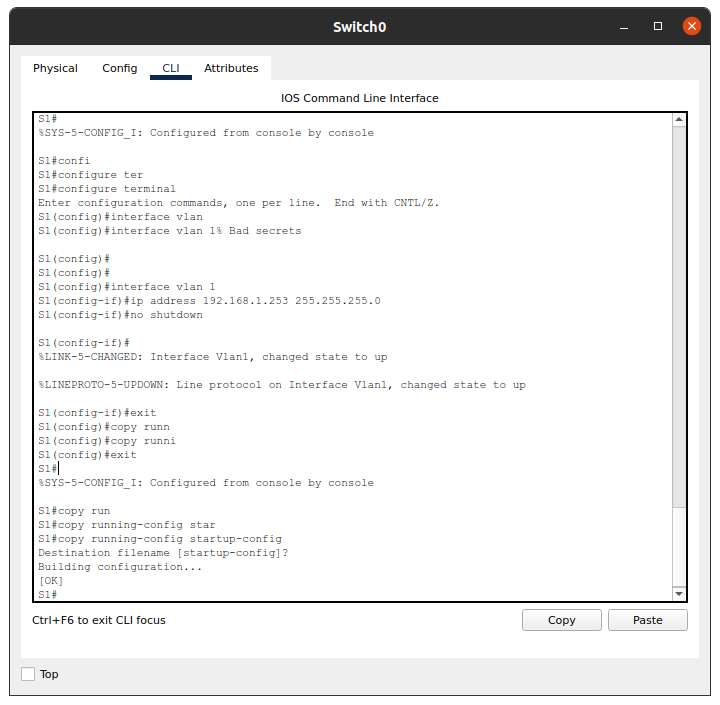 Switch0
Physical Config CLI Attributes
IOS Command Line Interface
S1#
%SYS-5-CONFIG_I: Configured from console by console
S1#confi
S1#configure ter
S1#configure terminal
Enter configuration commands, one per line.  End with CNTL/Z.
S1(config)#interface vlan
S1(config)#interface vlan 1% Bad secrets
S1(config)#
S1(config)#
S1(config)#interface vlan 1
S1(config-if)#ip address 192.168.1.253 255.255.255.0
S1(config-if)#no shutdown
S1(config-if)#
%LINK-5-CHANGED: Interface Vlan1, changed state to up
%LINEPROTO-5-UPDOWN: Line protocol on Interface Vlan1, changed state to up
S1(config-if)#exit
S1(config)#copy runn
S1(config)#copy runni
S1(config)#exit
S1#
%SYS-5-CONFIG_I: Configured from console by console
S1#copy run
S1#copy running-config star
S1#copy running-config startup-config
Destination filename [startup-config]?
Building configuration...
[OK]
S1#
Ctrl+F6 to exit CLI focus
Copy Paste
Top